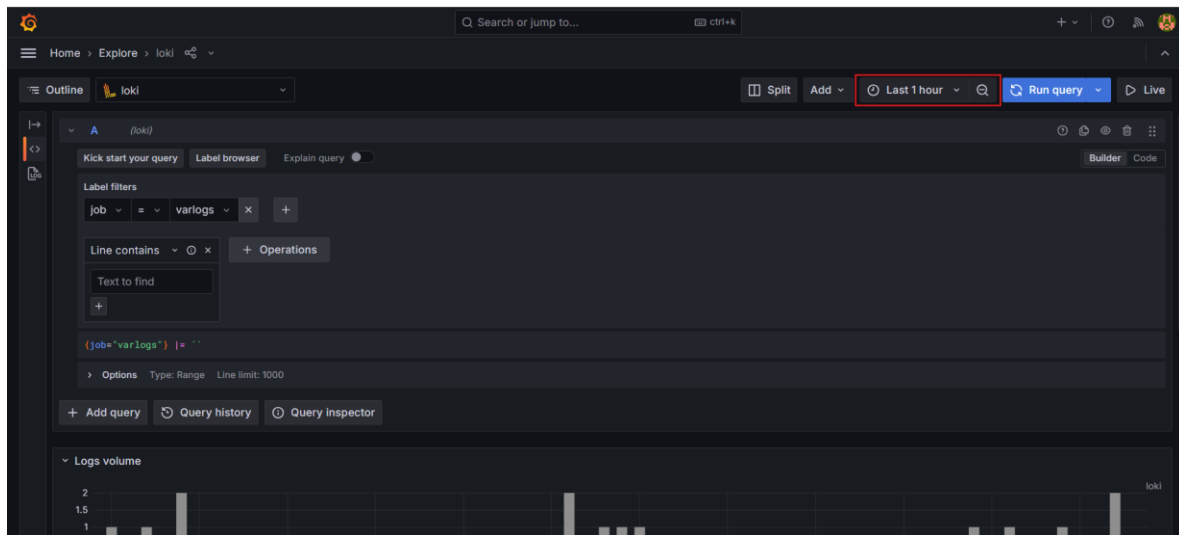 Search or jump to... ctrl+k
Home › Explore › loki
Outline loki Split Add Last 1 hour Run query Live
A (loki)
Kick start your query Label browser Explain query Builder Code
Label filters
job = varlogs × +
Line contains × + Operations
Text to find
+
{job="varlogs"} |= ``
> Options Type: Range Line limit: 1000
+ Add query Query history Query inspector
Logs volume
loki
2
1.5
1